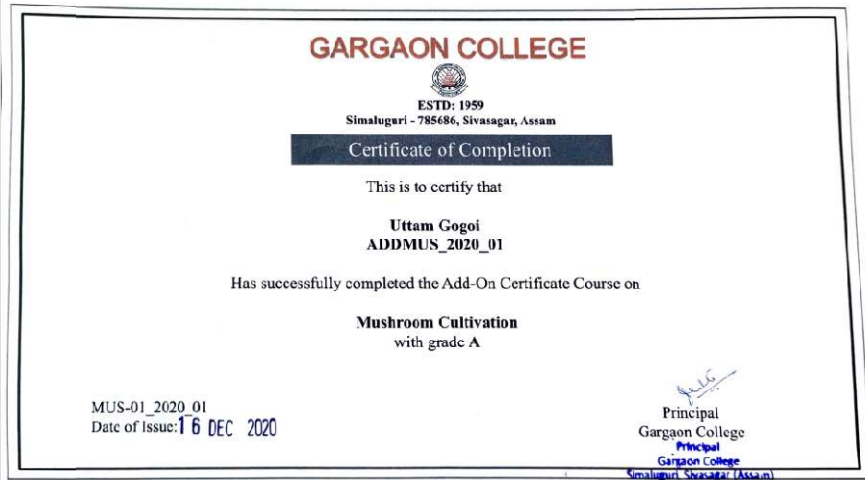 GARGAON COLLEGE
ESTD: 1959
Simaluguri - 785686, Sivasagar, Assam
Certificate of Completion
This is to certify that
Uttam Gogoi
ADDMUS_2020_01
Has successfully completed the Add-On Certificate Course on
Mushroom Cultivation
with grade A
MUS-01_2020_01
Date of Issue: 16 DEC 2020
Principal
Gargaon College
Principal
Gargaon College
Simaluguri, Sivasagar (Assam)